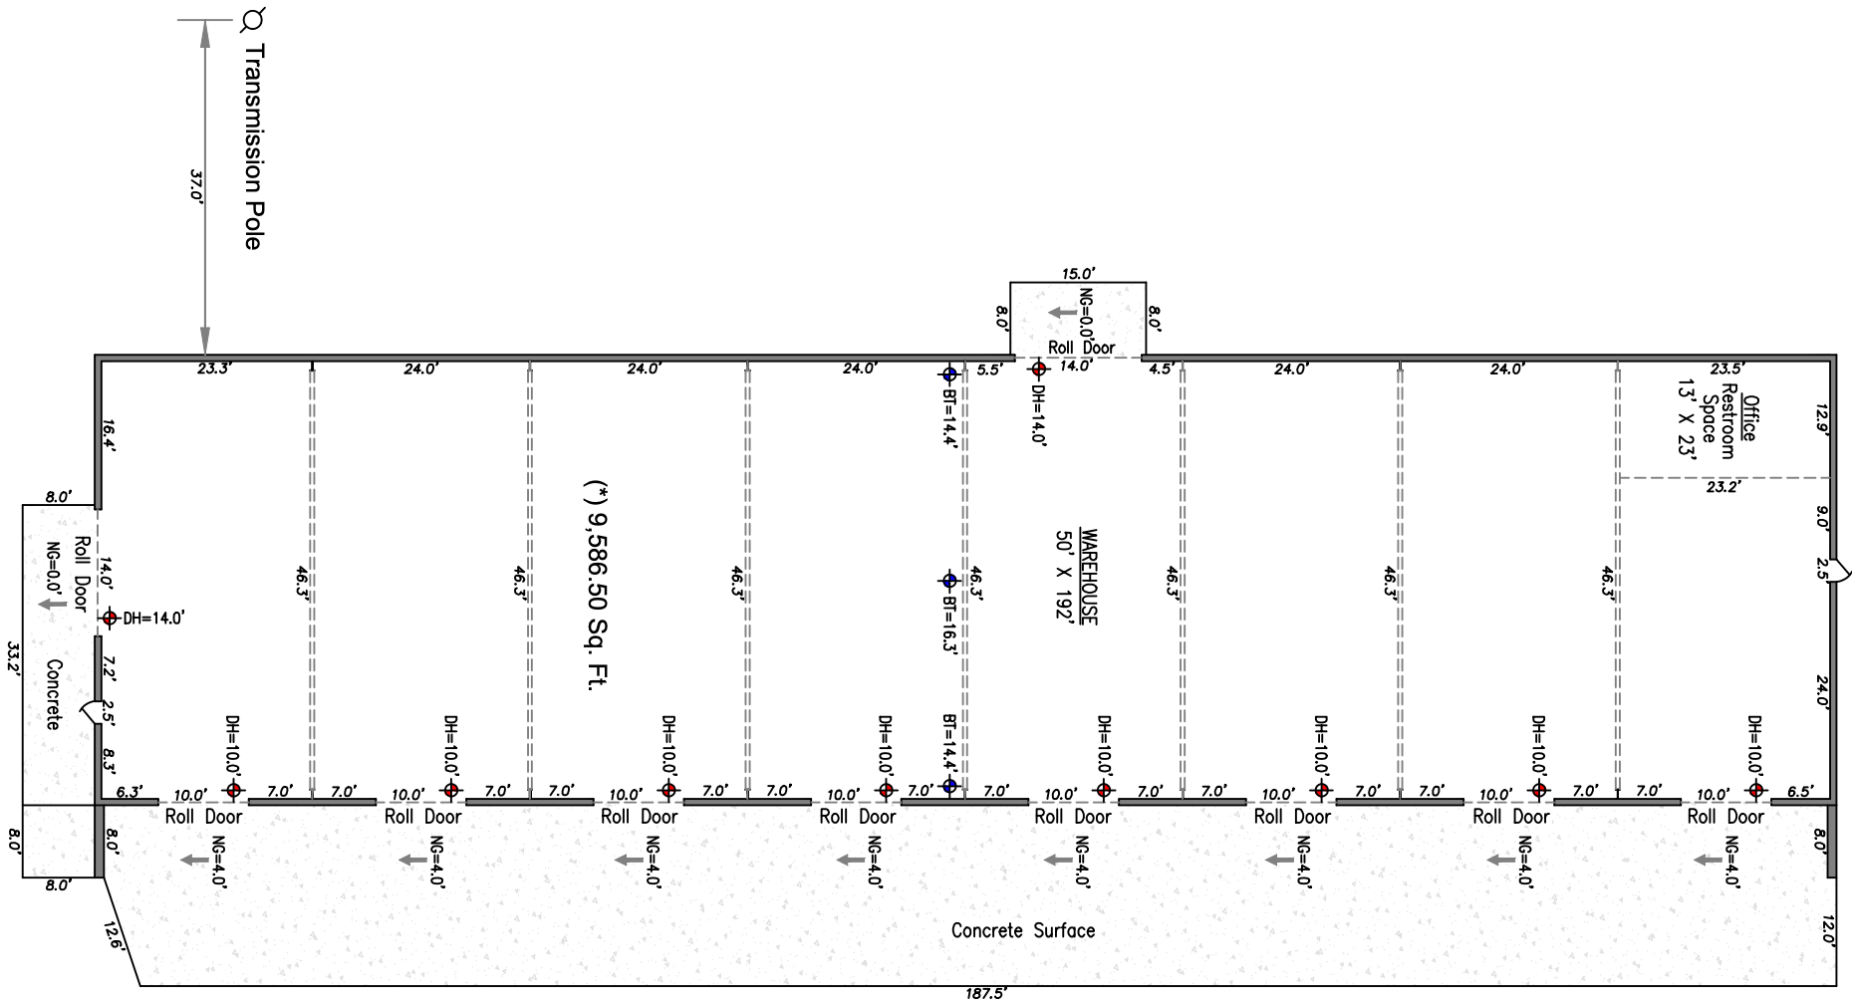 Transmission Pole
37.0'
15.0'
8.0'
NG=0.0'
8.0'
Roll Door
23.3'
24.0'
24.0'
24.0'
5.5'
14.0'
4.5'
24.0'
24.0'
23.5'
BT=14.4'
DH=14.0'
Office
Restroom
Space
13' X 23'
12.9'
23.2'
16.4'
8.0'
Roll Door
NG=0.0'
14.0'
DH=14.0'
33.2'
Concrete
7.2'
2.5'
8.3'
46.3'
46.3'
(*) 9,586.50 Sq. Ft.
46.3'
BT=16.3'
46.3'
WAREHOUSE
50' X 192'
46.3'
46.3'
46.3'
9.0'
2.5
24.0'
DH=10.0'
DH=10.0'
DH=10.0'
DH=10.0'
BT=14.4'
DH=10.0'
DH=10.0'
DH=10.0'
DH=10.0'
6.3'
10.0'
7.0'
7.0'
10.0'
7.0'
7.0'
10.0'
7.0'
7.0'
10.0'
7.0'
7.0'
10.0'
7.0'
7.0'
10.0'
7.0'
7.0'
10.0'
7.0'
7.0'
10.0'
6.5'
Roll Door
Roll Door
Roll Door
Roll Door
Roll Door
Roll Door
Roll Door
Roll Door
8.0'
8.0'
NG=4.0'
NG=4.0'
NG=4.0'
NG=4.0'
NG=4.0'
NG=4.0'
NG=4.0'
NG=4.0'
8.0'
8.0'
12.6'
Concrete Surface
12.0'
187.5'